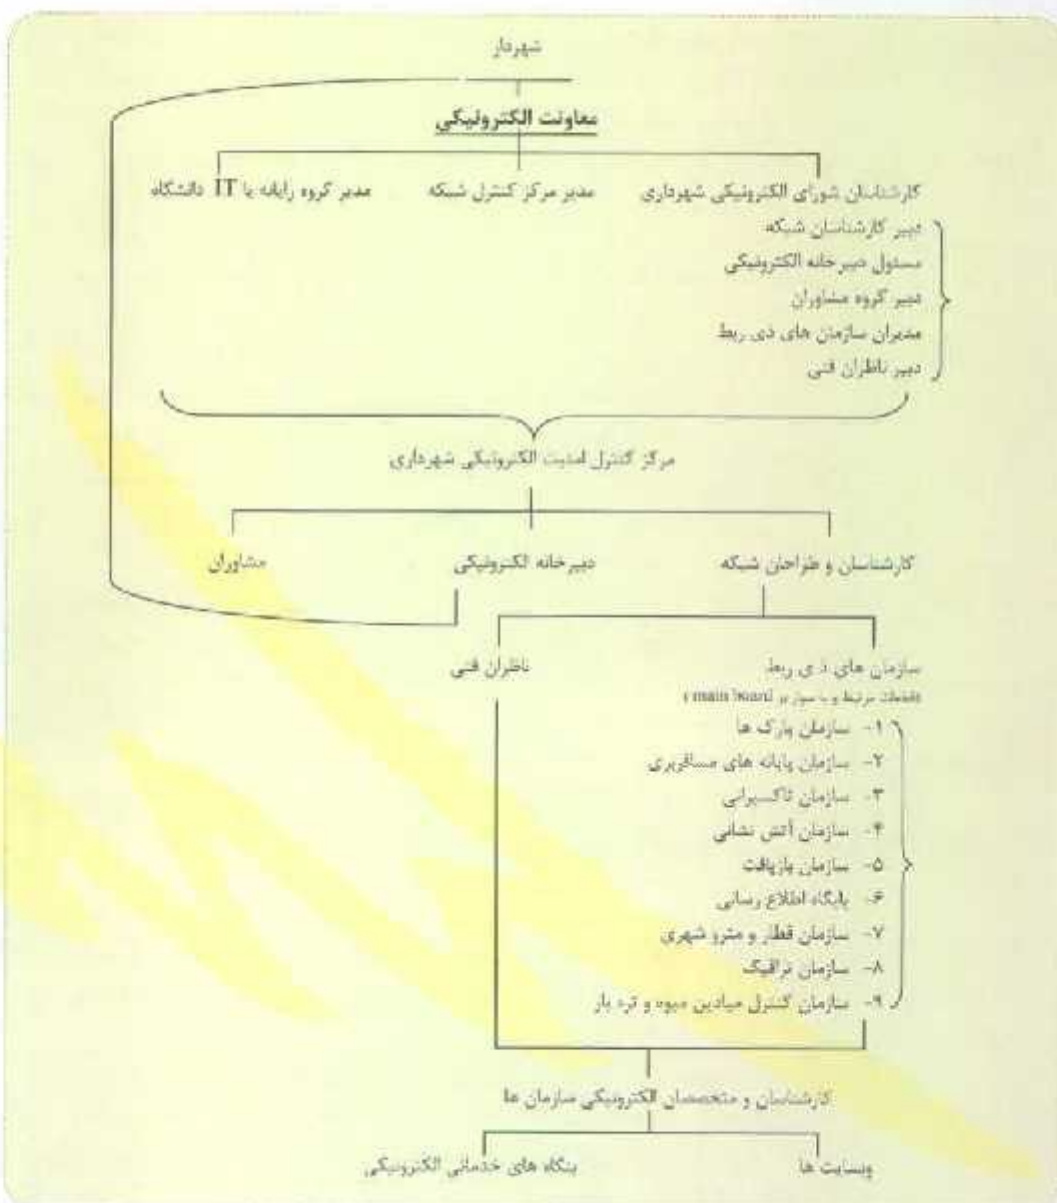 شهردار
معاونت الکترونیکی
کارشناسان شورای الکترونیکی شهرداری مدیر مرکز کنترل شبکه مدیر گروه رایانه یا IT دانشگاه
دبیر کارشناسان شبکه
مسئول دبیرخانه الکترونیکی
دبیر گروه مشاوران
مدیران سازمان های ذی ربط
دبیر ناظران فنی
مرکز کنترل امنیت الکترونیکی شهرداری
کارشناسان و طراحان شبکه دبیرخانه الکترونیکی مشاوران
سازمان های ذی ربط ناظران فنی
قطعات مرتبط و در main board
۱- سازمان پارک ها
۲- سازمان پایانه های مسافربری
۳- سازمان تاکسیرانی
۴- سازمان آتش نشانی
۵- سازمان بازیافت
۶- پایگاه اطلاع رسانی
۷- سازمان قطار و مترو شهری
۸- سازمان ترافیک
۹- سازمان کنترل میادین میوه و تره بار
کارشناسان و متخصصان الکترونیکی سازمان ها
وبسایت ها بنگاه های خدماتی الکترونیکی